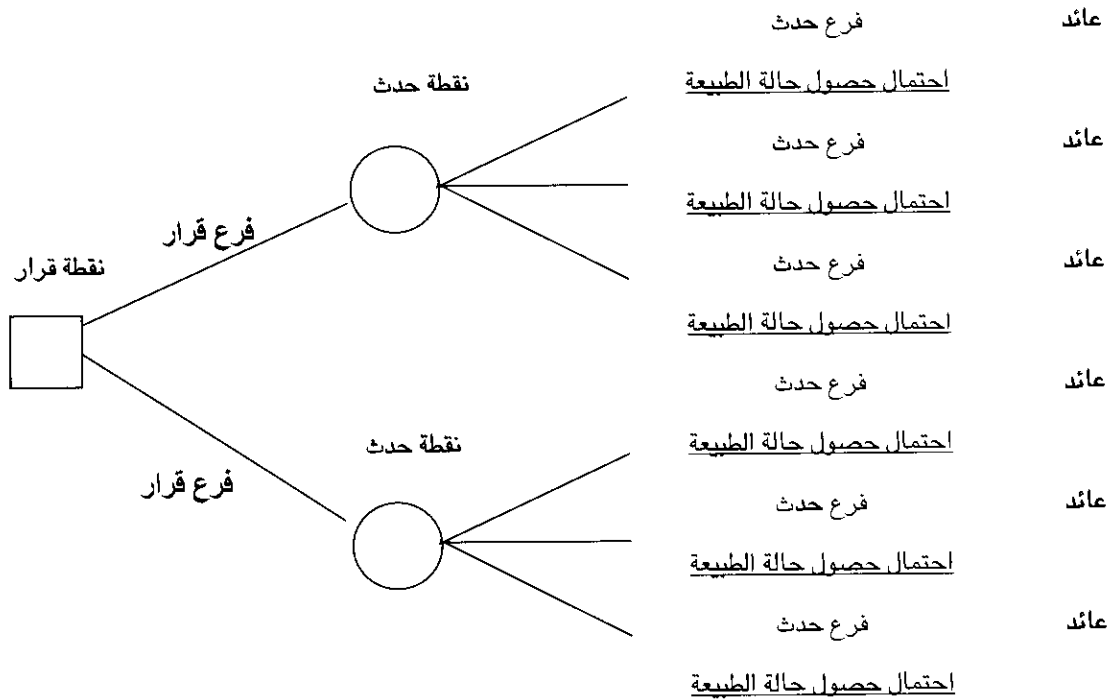 فرع حدث عائد
نقطة حدث احتمال حصول حالة الطبيعة
فرع حدث عائد
احتمال حصول حالة الطبيعة
فرع قرار
نقطة قرار فرع حدث عائد
احتمال حصول حالة الطبيعة
فرع حدث عائد
نقطة حدث احتمال حصول حالة الطبيعة
فرع قرار
فرع حدث عائد
احتمال حصول حالة الطبيعة
فرع حدث عائد
احتمال حصول حالة الطبيعة